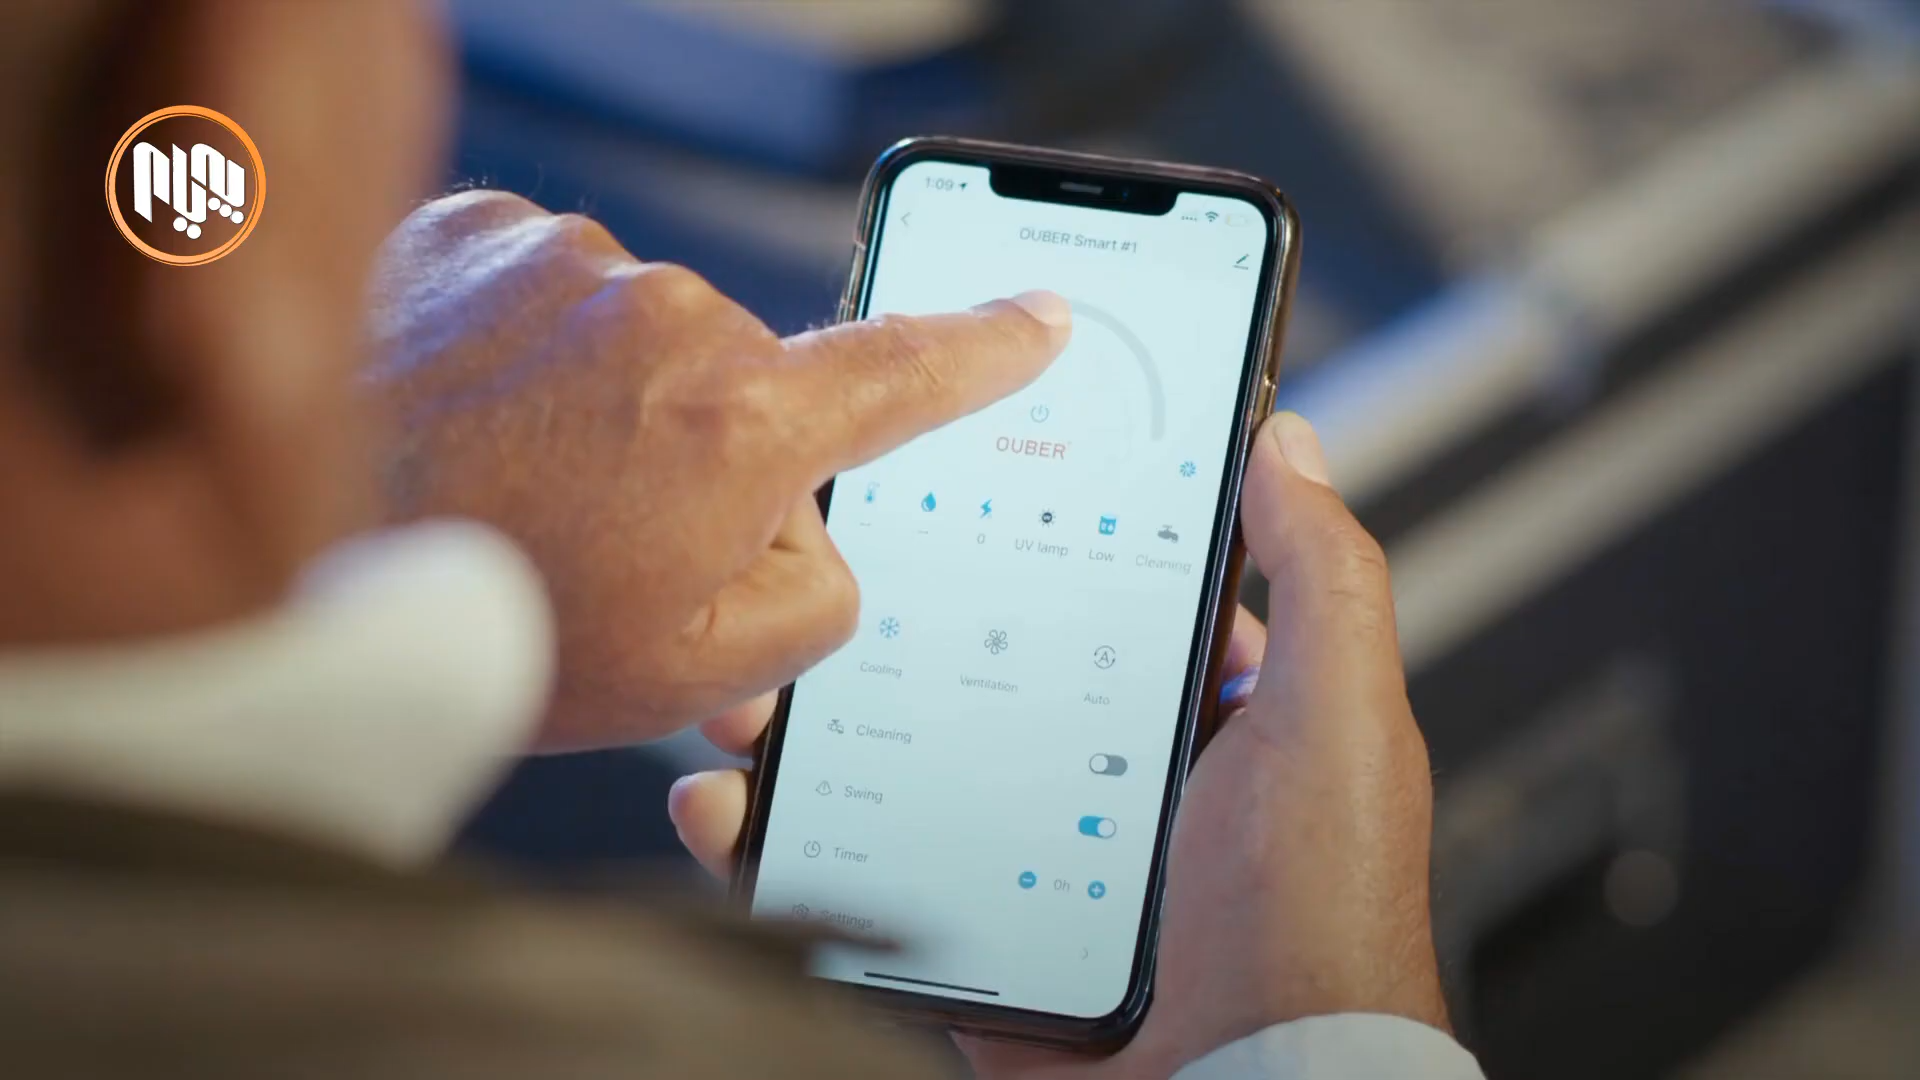 1:09
OUBER Smart #1
OUBER
--
--
0
UV lamp
Low
Cleaning
Cooling
Ventilation
Auto
Cleaning
Swing
Timer
0h
Settings